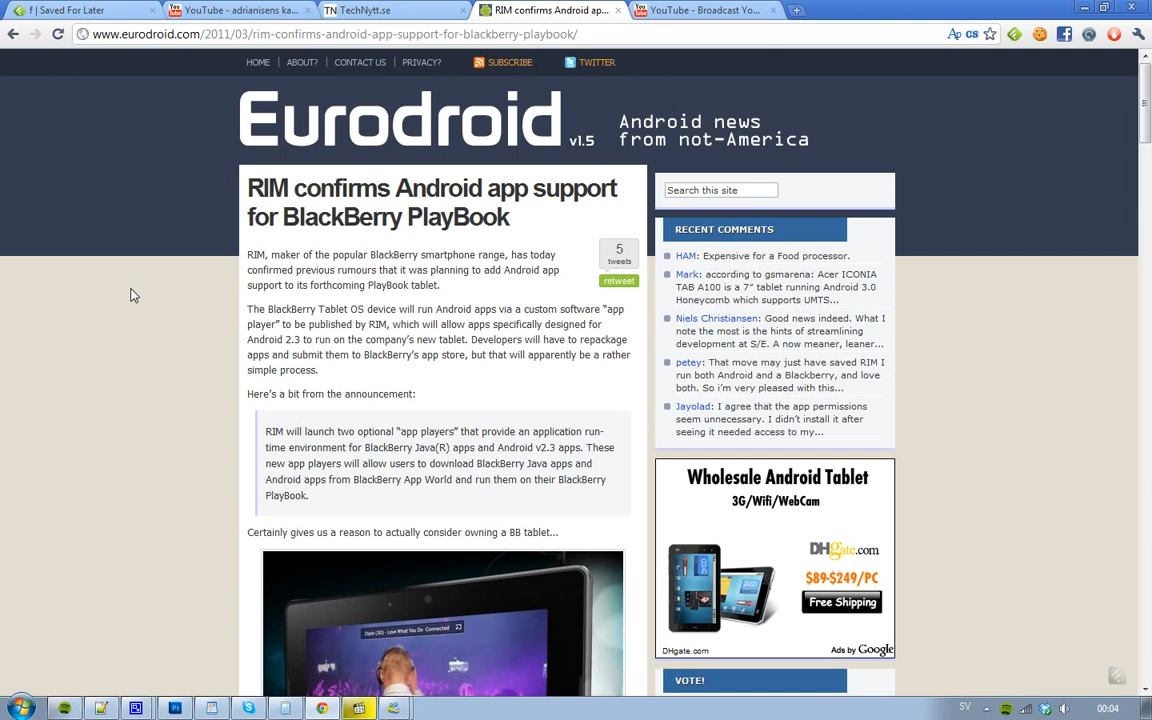 f | Saved For Later
YouTube - adrianisens ka...
TN TechNytt.se
RIM confirms Android ap...
YouTube - Broadcast Yo...
www.eurodroid.com/2011/03/rim-confirms-android-app-support-for-blackberry-playbook/
HOME ABOUT? CONTACT US PRIVACY? SUBSCRIBE TWITTER
Eurodroid v1.5
Android news
from not-America
RIM confirms Android app support
for BlackBerry PlayBook
5
tweets
retweet
RIM, maker of the popular BlackBerry smartphone range, has today
confirmed previous rumours that it was planning to add Android app
support to its forthcoming PlayBook tablet.
The BlackBerry Tablet OS device will run Android apps via a custom software “app
player” to be published by RIM, which will allow apps specifically designed for
Android 2.3 to run on the company’s new tablet. Developers will have to repackage
apps and submit them to BlackBerry’s app store, but that will apparently be a rather
simple process.
Here’s a bit from the announcement:
RIM will launch two optional “app players” that provide an application run-
time environment for BlackBerry Java(R) apps and Android v2.3 apps. These
new app players will allow users to download BlackBerry Java apps and
Android apps from BlackBerry App World and run them on their BlackBerry
PlayBook.
Certainly gives us a reason to actually consider owning a BB tablet...
Diplo (30) - Love What You Do Connected
Search this site
RECENT COMMENTS
HAM: Expensive for a Food processor.
Mark: according to gsmarena: Acer ICONIA
TAB A100 is a 7″ tablet running Android 3.0
Honeycomb which supports UMTS...
Niels Christiansen: Good news indeed. What I
note the most is the hints of streamlining
development at S/E. A now meaner, leaner...
petey: That move may just have saved RIM I
run both Android and a Blackberry, and love
both. So i’m very pleased with this...
Jayolad: I agree that the app permissions
seem unnecessary. I didn’t install it after
seeing it needed access to my...
Wholesale Android Tablet
3G/Wifi/WebCam
DHgate.com
$89-$249/PC
Free Shipping
DHgate.com
Ads by Google
VOTE!
SV
00:04